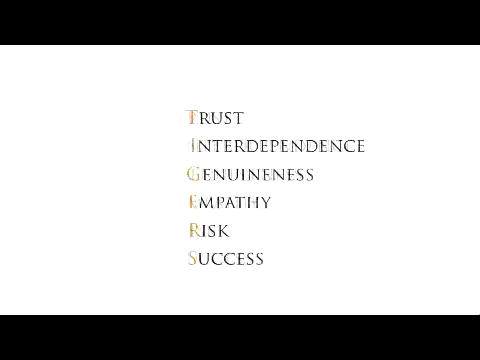 Trust
Interdependence
Genuineness
Empathy
Risk
Success